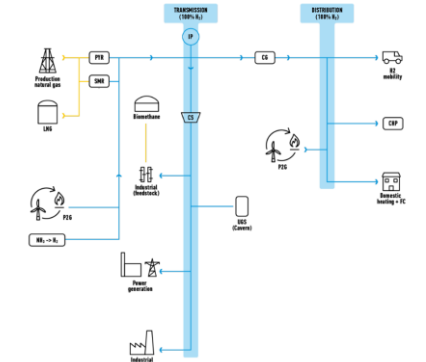 TRANSMISSION
(100% H₂)
DISTRIBUTION
(100% H₂)
IP
PYR
CG
Production
natural gas
H2
mobility
SMR
LNG
Biomethane
CS
CHP
P2G
Industrial
(feedstock)
Domestic
heating + FC
P2G
UGS
(Cavern)
NH₃ -> H₂
Power
generation
Industrial